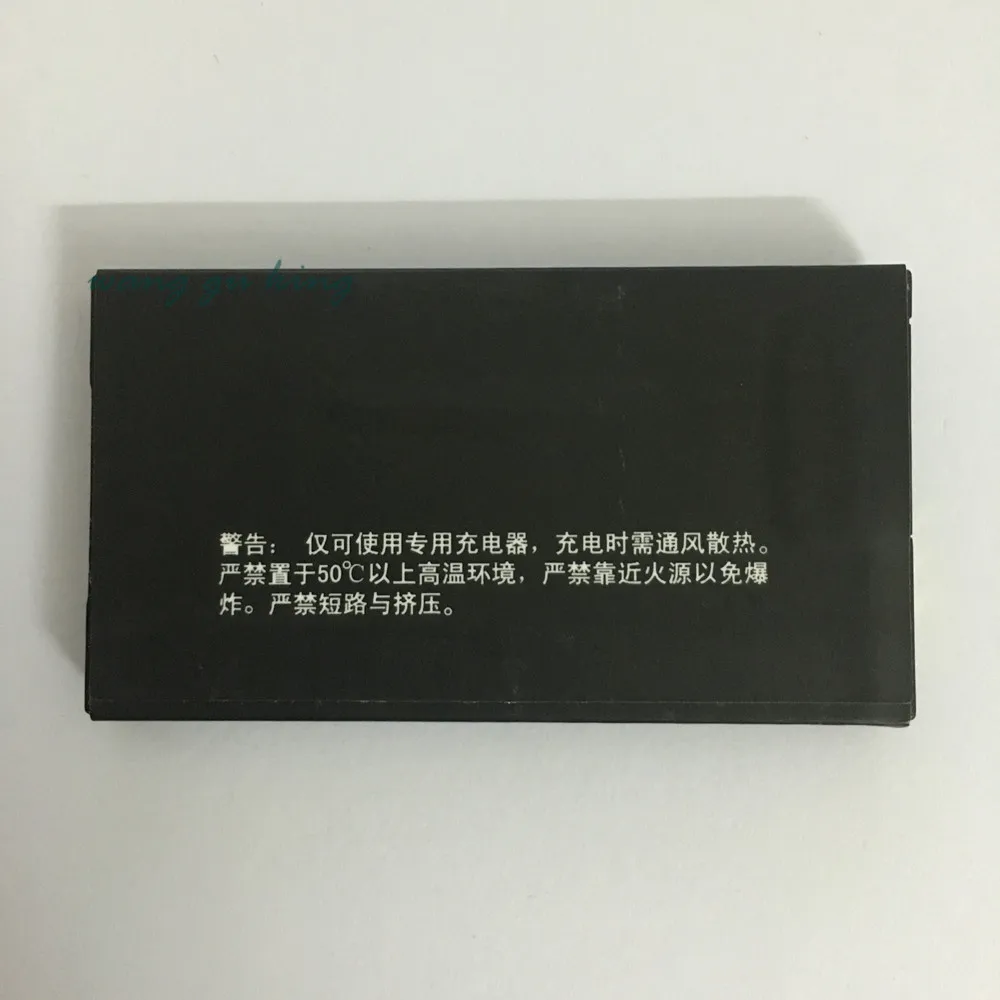 警告： 仅可使用专用充电器，充电时需通风散热。
严禁置于50℃以上高温环境，严禁靠近火源以免爆
炸。严禁短路与挤压。